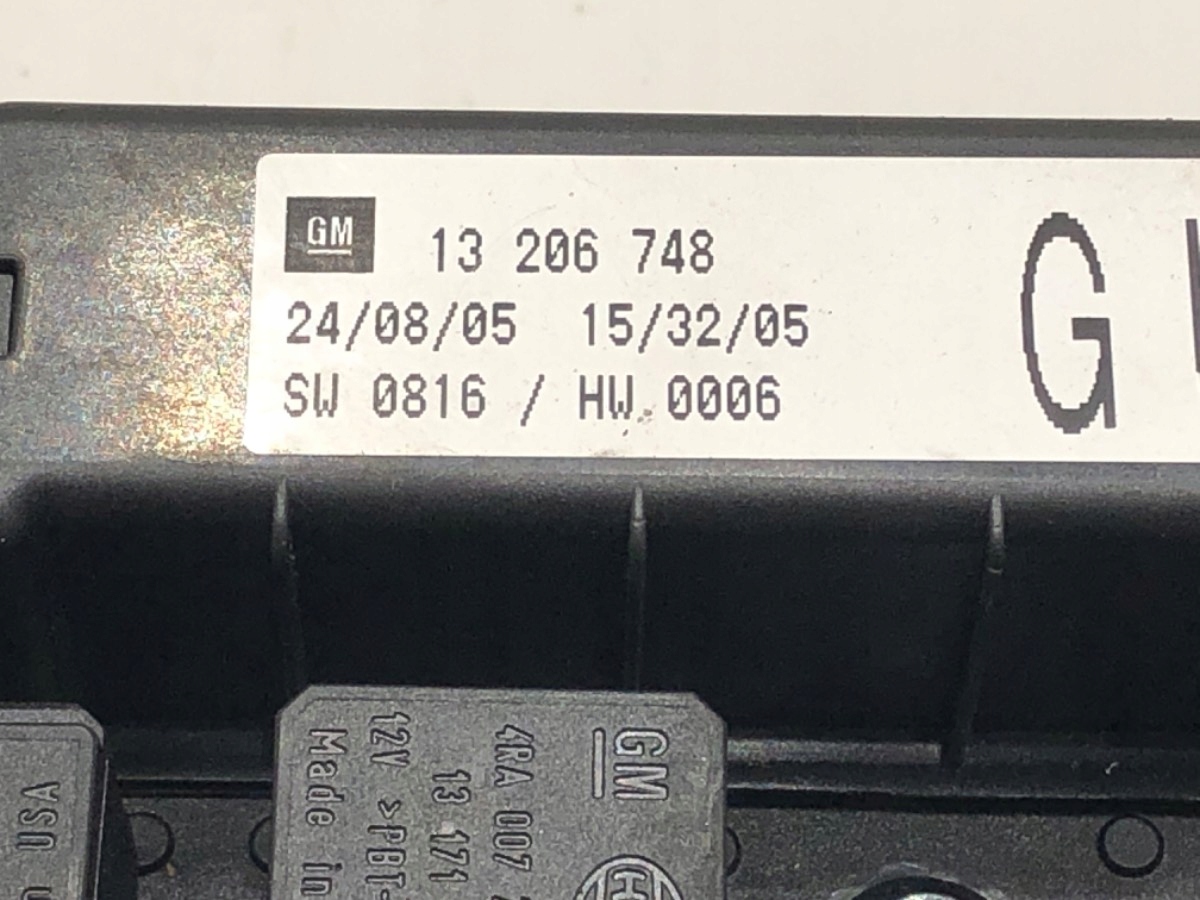 GM 13 206 748
24/08/05 15/32/05
SW 0816 / HW 0006
G
GM
4RA 007
13 171
12V >PBT-
Made in